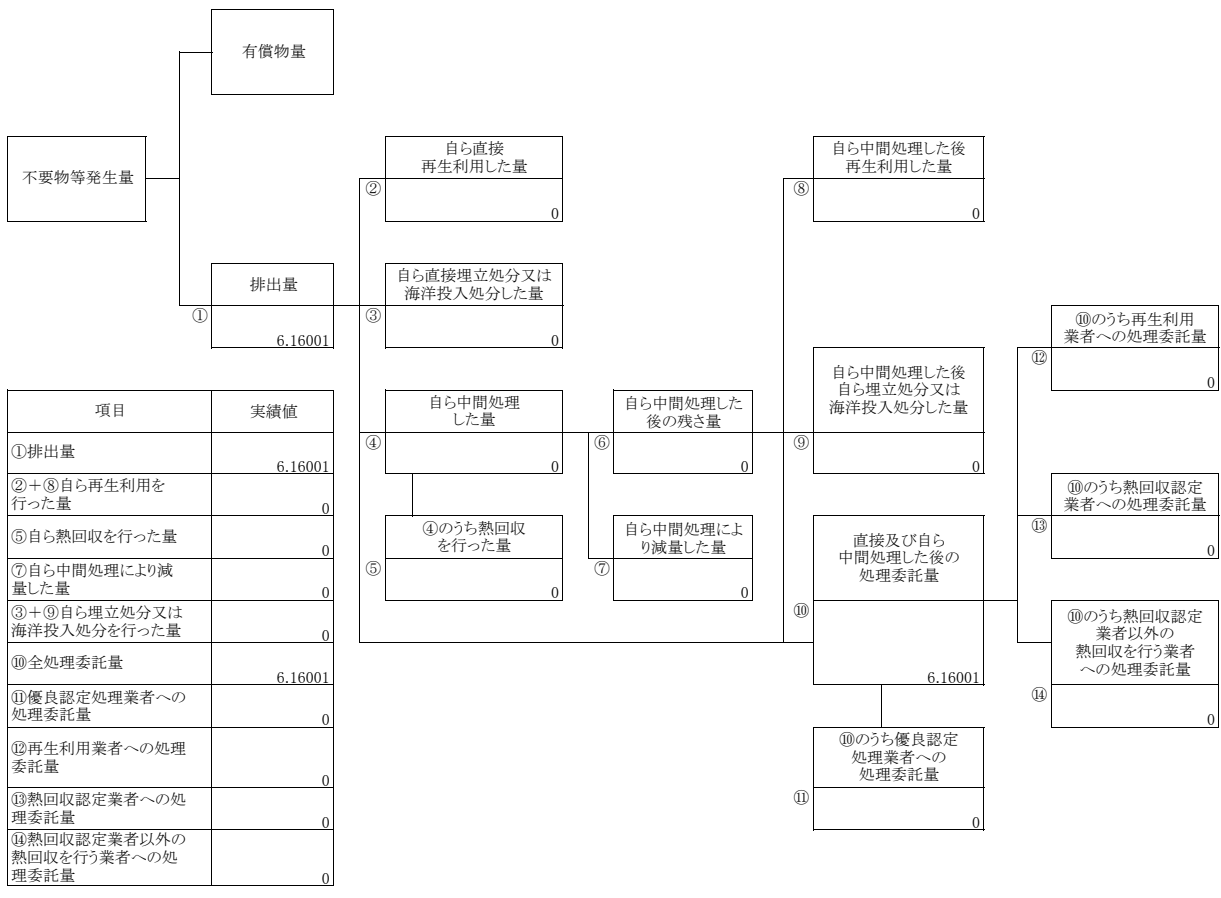 有償物量
不要物等発生量
排出量
①
6.16001
自ら直接
再生利用した量
②
0
自ら直接埋立処分又は
海洋投入処分した量
③
0
自ら中間処理
した量
④
0
④のうち熱回収
を行った量
⑤
0
自ら中間処理した
後の残さ量
⑥
0
自ら中間処理によ
り減量した量
⑦
0
自ら中間処理した後
再生利用した量
⑧
0
自ら中間処理した後
自ら埋立処分又は
海洋投入処分した量
⑨
0
直接及び自ら
中間処理した後の
処理委託量
⑩
6.16001
⑩のうち優良認定
処理業者への
処理委託量
⑪
0
⑩のうち再生利用
業者への処理委託量
⑫
0
⑩のうち熱回収認定
業者への処理委託量
⑬
0
⑩のうち熱回収認定
業者以外の
熱回収を行う業者
への処理委託量
⑭
0
項目 実績値
①排出量
6.16001
②+⑧自ら再生利用を
行った量
0
⑤自ら熱回収を行った量
0
⑦自ら中間処理により減
量した量
0
③+⑨自ら埋立処分又は
海洋投入処分を行った量
0
⑩全処理委託量
6.16001
⑪優良認定処理業者への
処理委託量
0
⑫再生利用業者への処理
委託量
0
⑬熱回収認定業者への処
理委託量
0
⑭熱回収認定業者以外の
熱回収を行う業者への処
理委託量
0